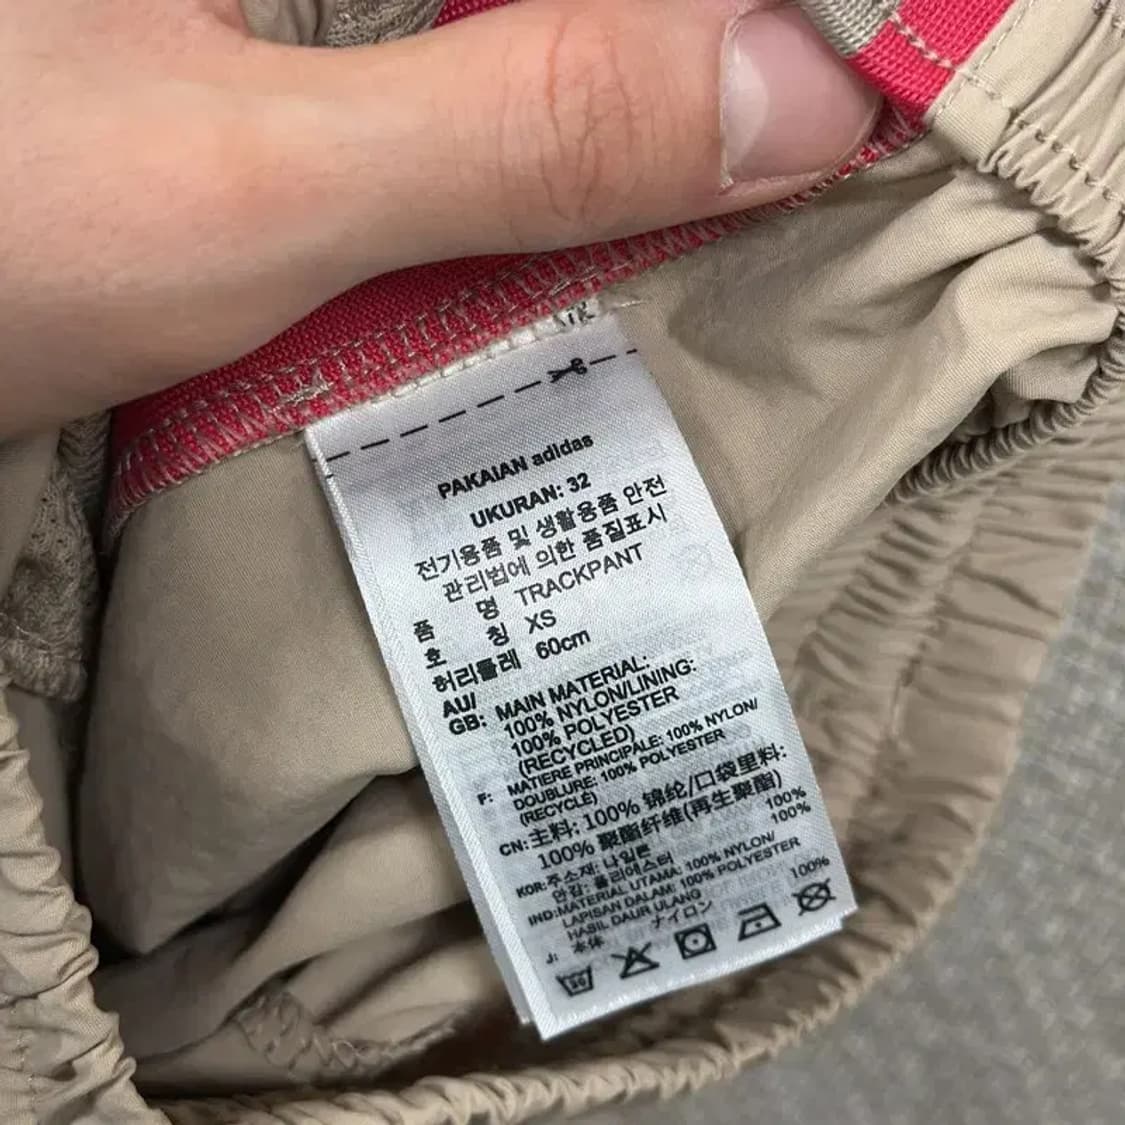 PAKAIAN adidas
UKURAN: 32
전기용품 및 생활용품 안전
관리법에 의한 품질표시
품 명 TRACKPANT
호 칭 XS
허리둘레 60cm
AU/
GB: MAIN MATERIAL:
100% NYLON/LINING:
100% POLYESTER
(RECYCLED)
F: MATIERE PRINCIPALE: 100% NYLON/
DOUBLURE: 100% POLYESTER
(RECYCLÉ)
CN: 主料: 100% 锦纶/口袋里料:
100% 聚酯纤维(再生聚酯)
KOR: 주소재: 나일론 100%
안감: 폴리에스터 100%
IND: MATERIAL UTAMA: 100% NYLON/
LAPISAN DALAM: 100% POLYESTER
HASIL DAUR ULANG
J: 本体 ナイロン 100%
30